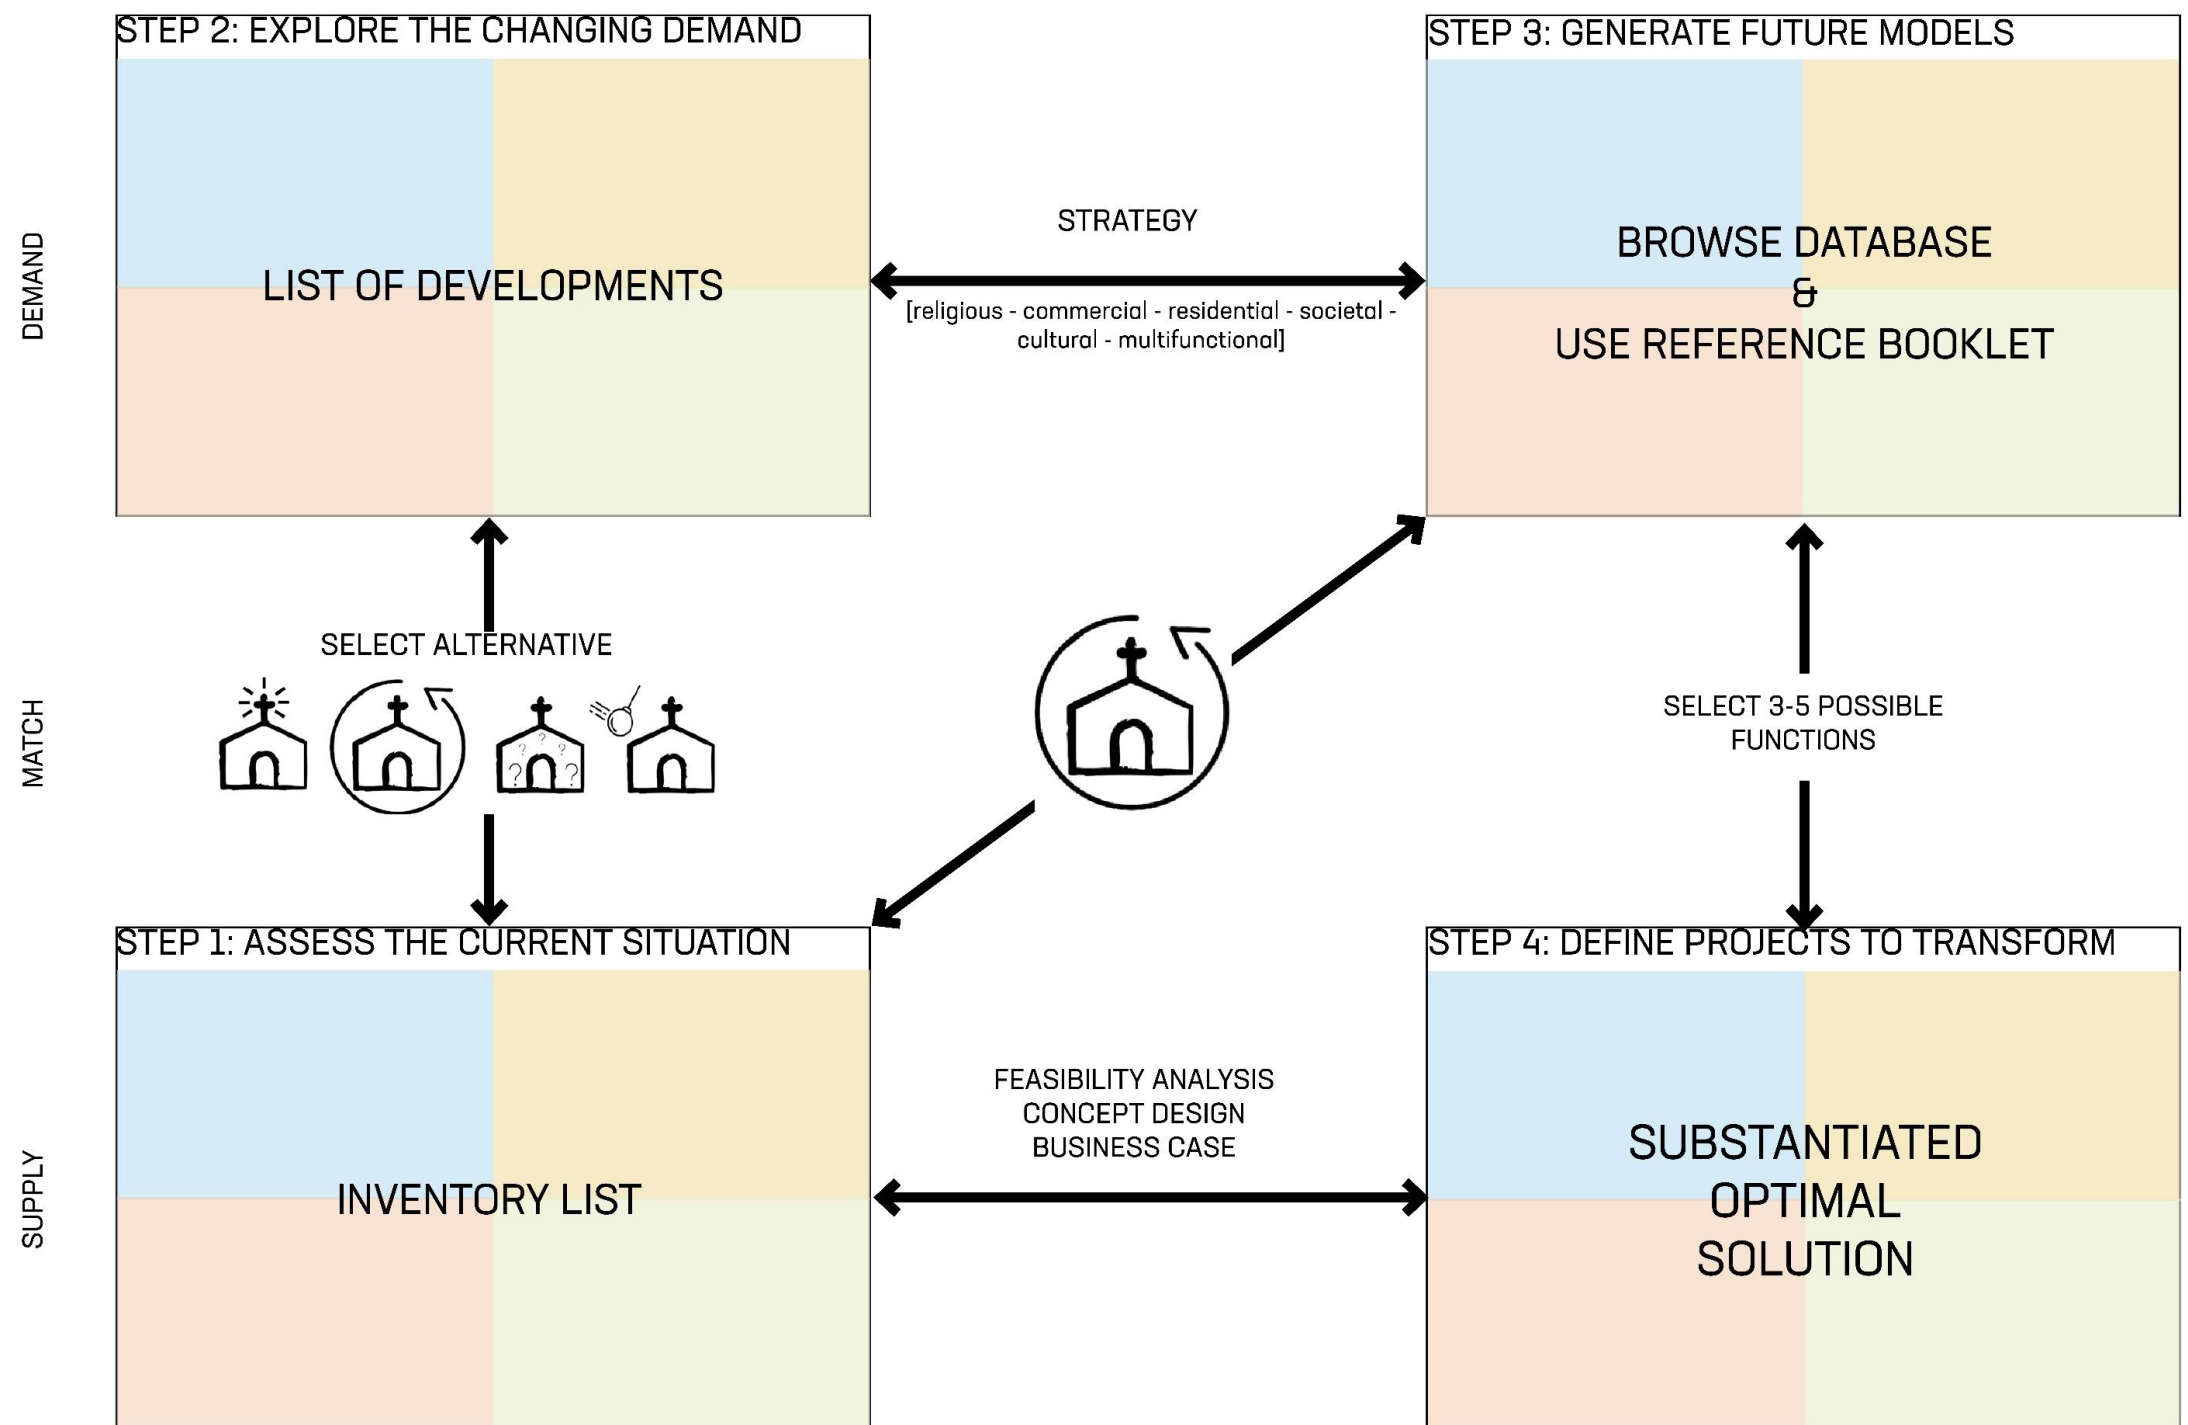 STEP 2: EXPLORE THE CHANGING DEMAND
STEP 3: GENERATE FUTURE MODELS
DEMAND
LIST OF DEVELOPMENTS
STRATEGY
[religious - commercial - residential - societal -
cultural - multifunctional]
BROWSE DATABASE
&
USE REFERENCE BOOKLET
MATCH
SELECT ALTERNATIVE
? ? ?
? ?
SELECT 3-5 POSSIBLE
FUNCTIONS
STEP 1: ASSESS THE CURRENT SITUATION
STEP 4: DEFINE PROJECTS TO TRANSFORM
SUPPLY
INVENTORY LIST
FEASIBILITY ANALYSIS
CONCEPT DESIGN
BUSINESS CASE
SUBSTANTIATED
OPTIMAL
SOLUTION